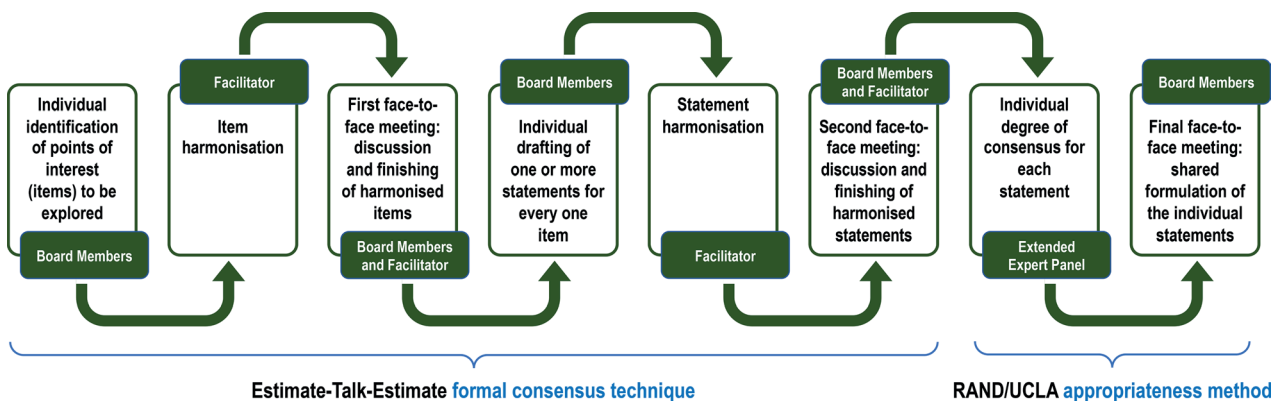 Individual
identification
of points of
interest
(items) to be
explored
Board Members
Facilitator
Item
harmonisation
First face-to-
face meeting:
discussion
and finishing
of harmonised
items
Board Members
and Facilitator
Board Members
Individual
drafting of
one or more
statements for
every one
item
Statement
harmonisation
Facilitator
Board Members
and Facilitator
Second face-to-
face meeting:
discussion and
finishing of
harmonised
statements
Individual
degree of
consensus for
each
statement
Extended
Expert Panel
Board Members
Final face-to-
face meeting:
shared
formulation of
the individual
statements
Estimate-Talk-Estimate formal consensus technique
RAND/UCLA appropriateness method